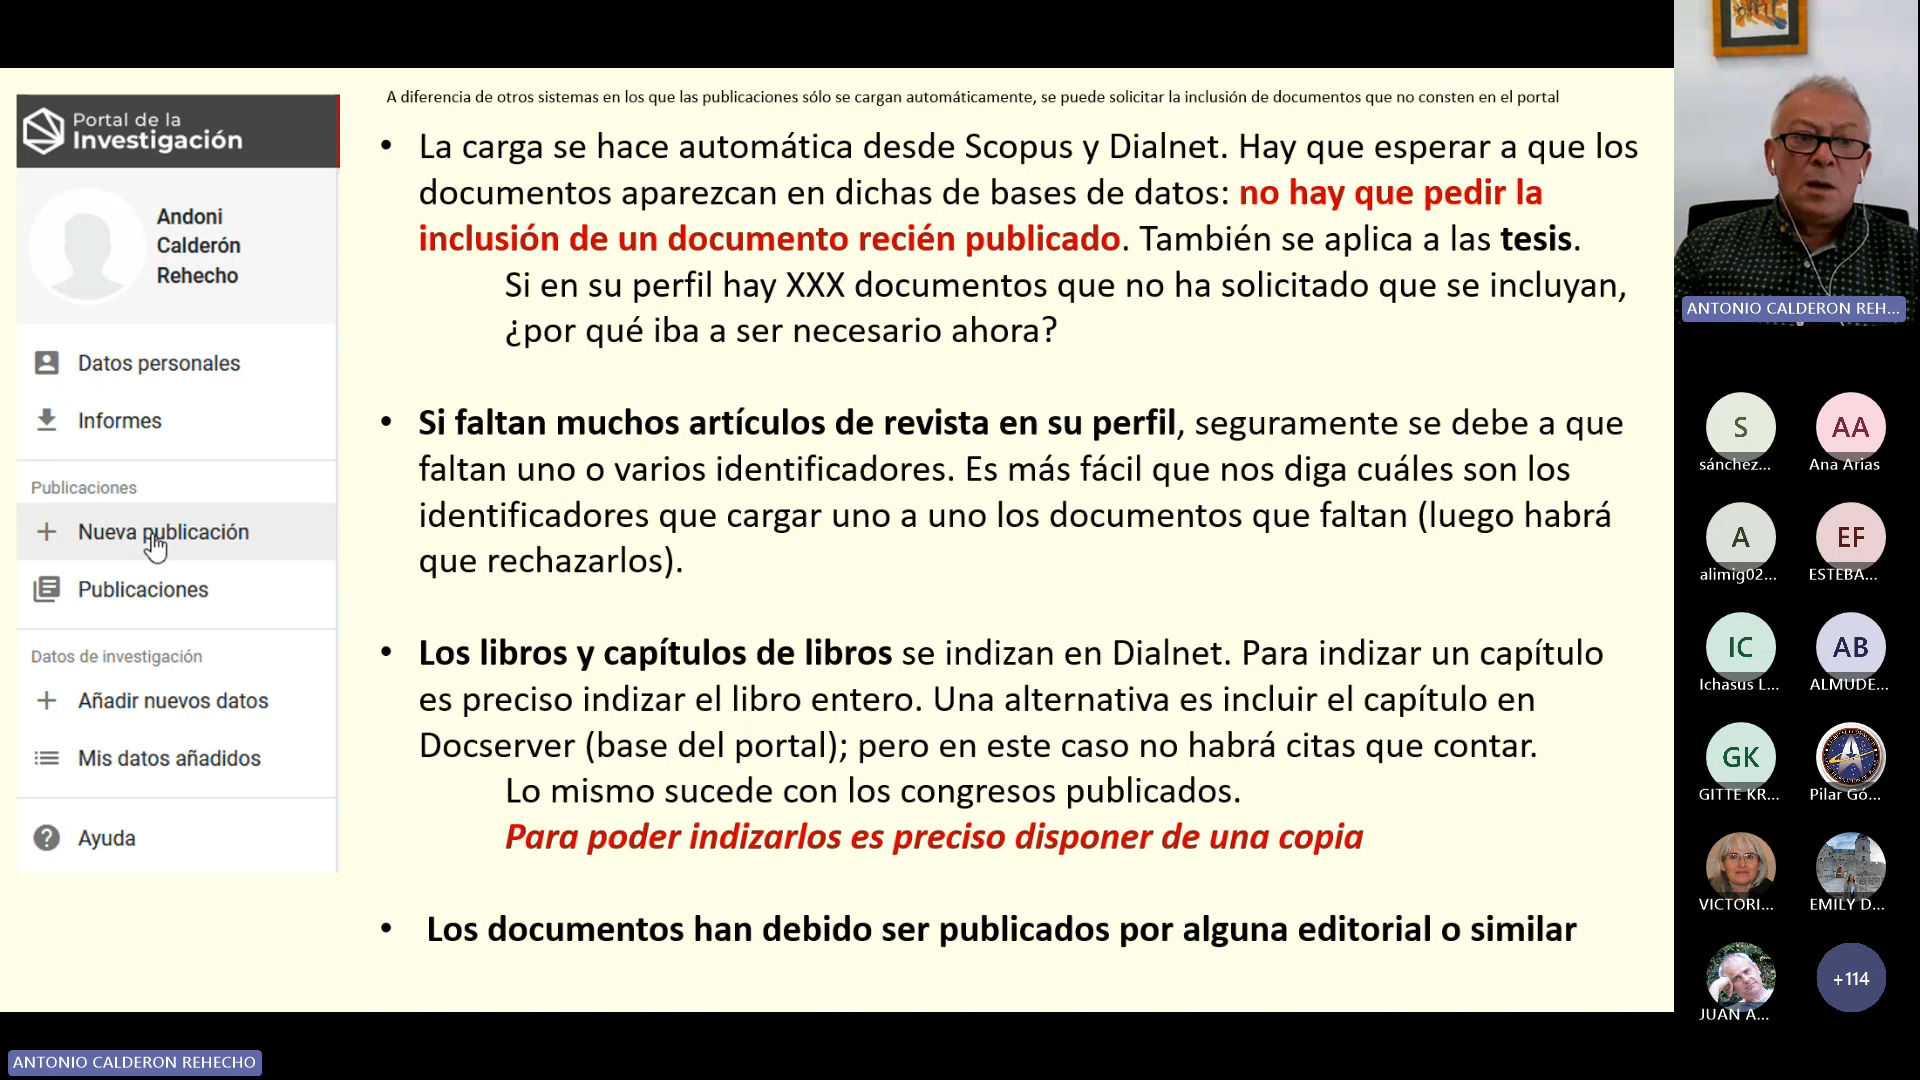 Portal de la
Investigación
Andoni
Calderón
Rehecho
Datos personales
Informes
Publicaciones
Nueva publicación
Publicaciones
Datos de investigación
Añadir nuevos datos
Mis datos añadidos
Ayuda
A diferencia de otros sistemas en los que las publicaciones sólo se cargan automáticamente, se puede solicitar la inclusión de documentos que no consten en el portal
• La carga se hace automática desde Scopus y Dialnet. Hay que esperar a que los
documentos aparezcan en dichas de bases de datos: no hay que pedir la
inclusión de un documento recién publicado. También se aplica a las tesis.
Si en su perfil hay XXX documentos que no ha solicitado que se incluyan,
¿por qué iba a ser necesario ahora?
• Si faltan muchos artículos de revista en su perfil, seguramente se debe a que
faltan uno o varios identificadores. Es más fácil que nos diga cuáles son los
identificadores que cargar uno a uno los documentos que faltan (luego habrá
que rechazarlos).
• Los libros y capítulos de libros se indizan en Dialnet. Para indizar un capítulo
es preciso indizar el libro entero. Una alternativa es incluir el capítulo en
Docserver (base del portal); pero en este caso no habrá citas que contar.
Lo mismo sucede con los congresos publicados.
Para poder indizarlos es preciso disponer de una copia
• Los documentos han debido ser publicados por alguna editorial o similar
ANTONIO CALDERON REH...
S
sánchez...
AA
Ana Arias
A
alimig02...
EF
ESTEBA...
IC
Ichasus L...
AB
ALMUDE...
GK
GITTE KR...
Pilar Gó...
VICTORI...
EMILY D...
JUAN A...
+114
ANTONIO CALDERON REHECHO